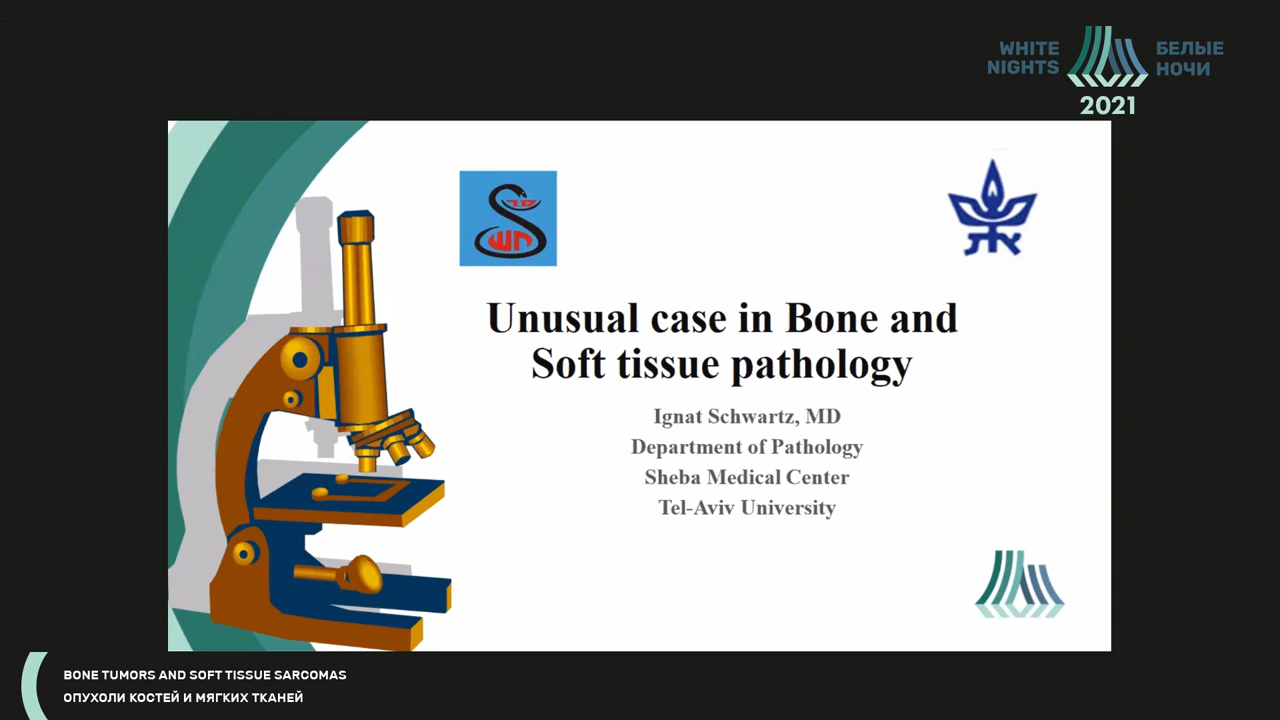 WHITE
NIGHTS
БЕЛЫЕ
НОЧИ
2021
Unusual case in Bone and
Soft tissue pathology
Ignat Schwartz, MD
Department of Pathology
Sheba Medical Center
Tel-Aviv University
BONE TUMORS AND SOFT TISSUE SARCOMAS
ОПУХОЛИ КОСТЕЙ И МЯГКИХ ТКАНЕЙ